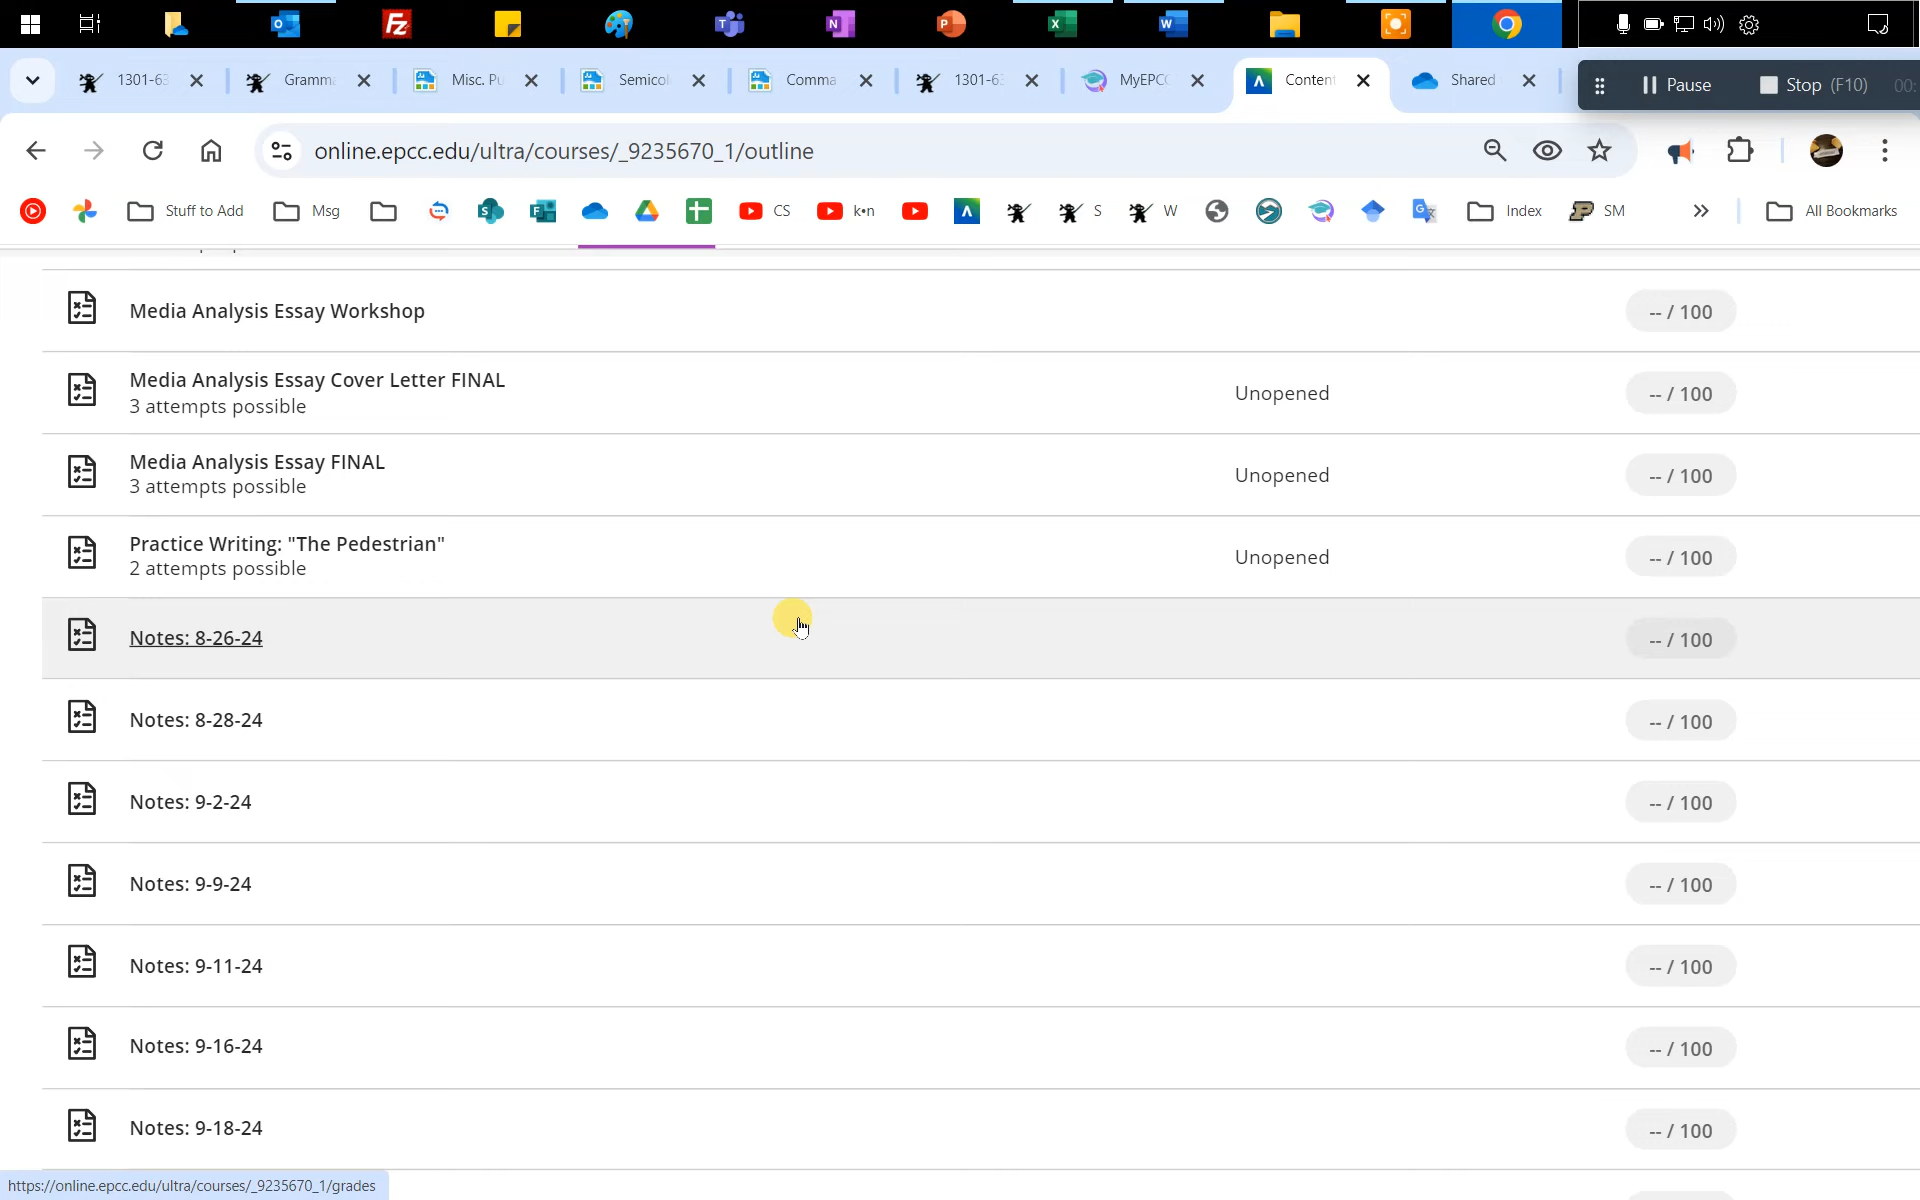 1301-63
Gramma
Misc. Pu
Semicol
Comma
1301-63
MyEPCC
Content
Shared
Pause
Stop (F10)
00:
online.epcc.edu/ultra/courses/_9235670_1/outline
Stuff to Add
Msg
CS
k•n
S
W
Index
SM
All Bookmarks
Media Analysis Essay Workshop
-- / 100
Media Analysis Essay Cover Letter FINAL
3 attempts possible
Unopened
-- / 100
Media Analysis Essay FINAL
3 attempts possible
Unopened
-- / 100
Practice Writing: "The Pedestrian"
2 attempts possible
Unopened
-- / 100
Notes: 8-26-24
-- / 100
Notes: 8-28-24
-- / 100
Notes: 9-2-24
-- / 100
Notes: 9-9-24
-- / 100
Notes: 9-11-24
-- / 100
Notes: 9-16-24
-- / 100
Notes: 9-18-24
-- / 100
https://online.epcc.edu/ultra/courses/_9235670_1/grades